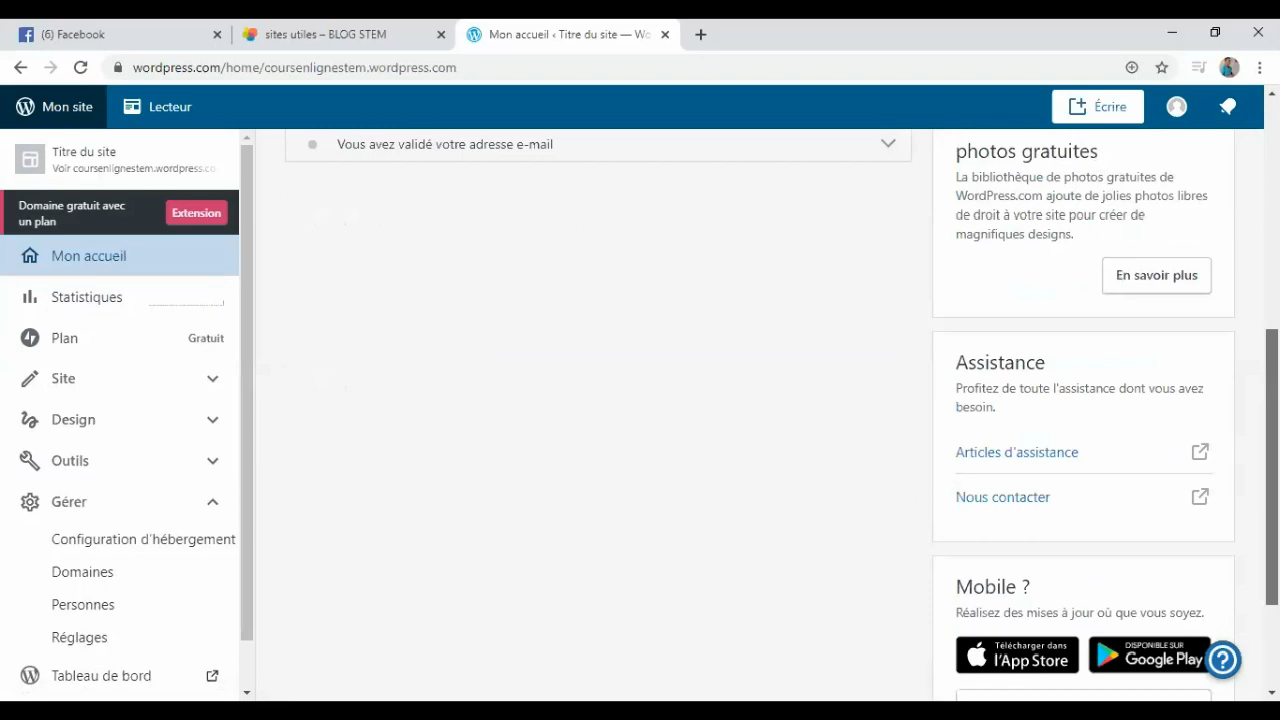 (6) Facebook
sites utiles – BLOG STEM
Mon accueil ‹ Titre du site — Wo
wordpress.com/home/coursenlignestem.wordpress.com
Mon site
Lecteur
Écrire
Titre du site
Voir coursenlignestem.wordpress.co
Domaine gratuit avec
un plan
Extension
Mon accueil
Statistiques
Plan
Gratuit
Site
Design
Outils
Gérer
Configuration d'hébergement
Domaines
Personnes
Réglages
Tableau de bord
Vous avez validé votre adresse e-mail
photos gratuites
La bibliothèque de photos gratuites de
WordPress.com ajoute de jolies photos libres
de droit à votre site pour créer de
magnifiques designs.
En savoir plus
Assistance
Profitez de toute l'assistance dont vous avez
besoin.
Articles d'assistance
Nous contacter
Mobile ?
Réalisez des mises à jour où que vous soyez.
Télécharger dans
l'App Store
DISPONIBLE SUR
Google Play